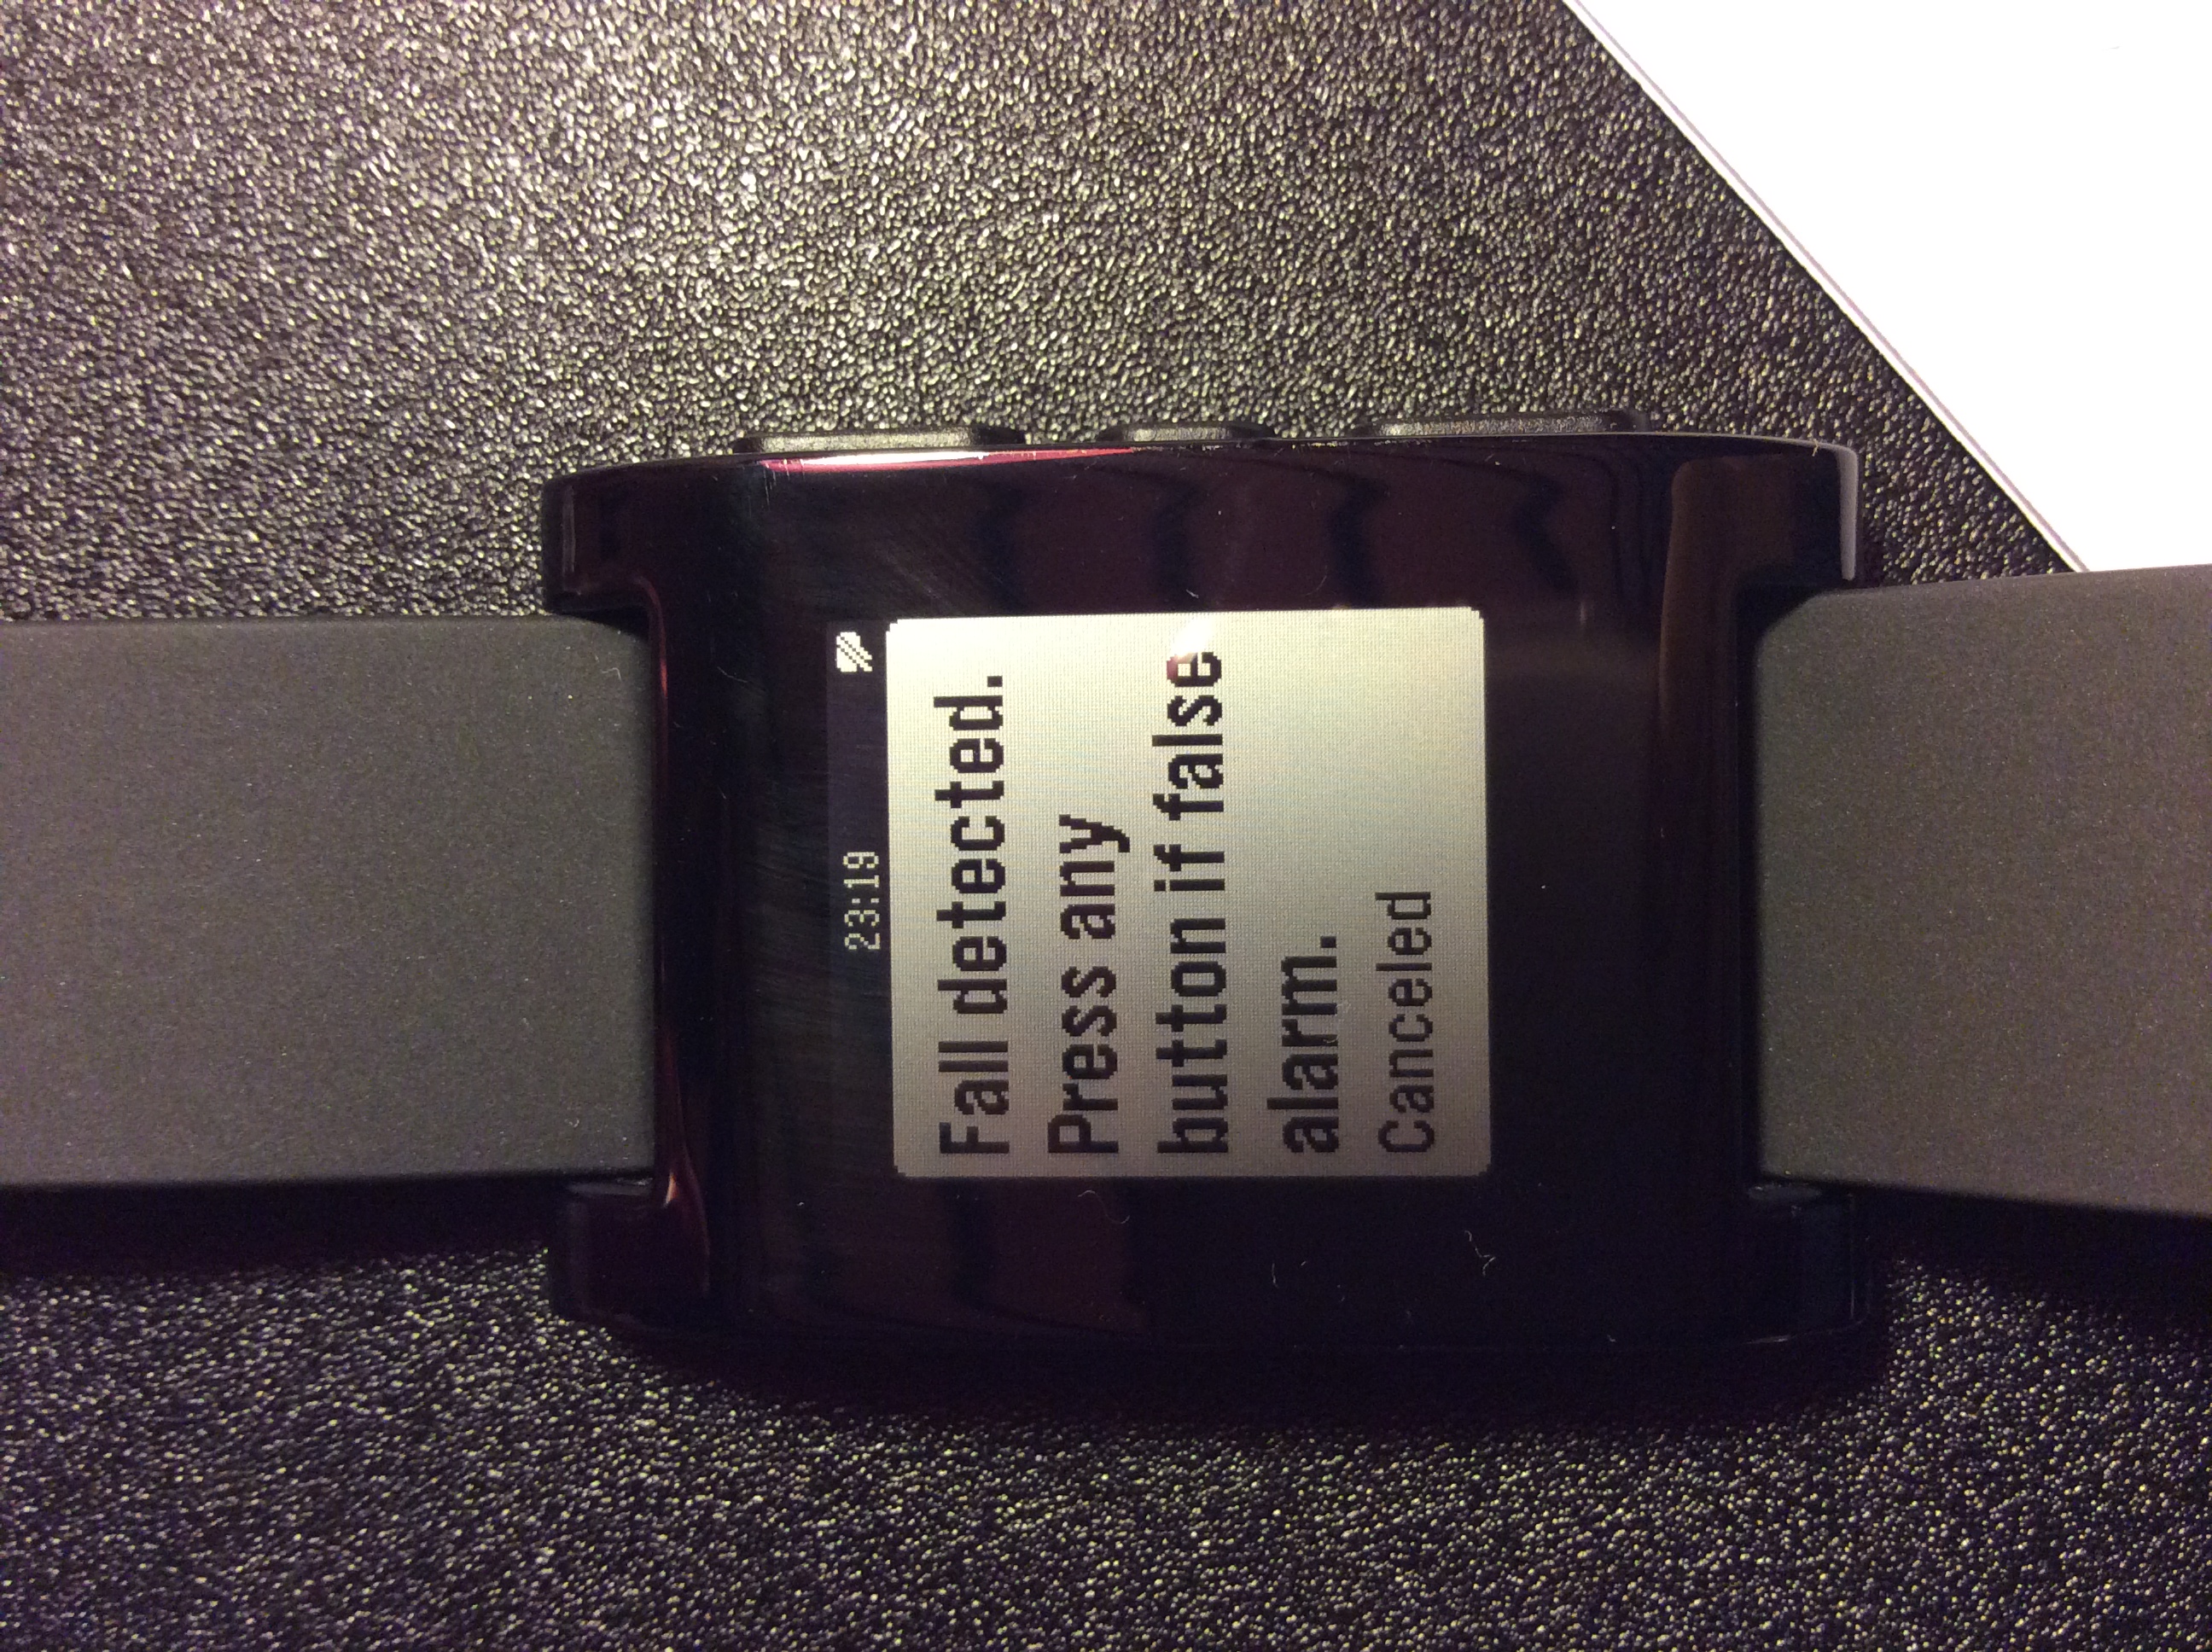 23:19
Fall detected.
Press any
button if false
alarm.
Canceled